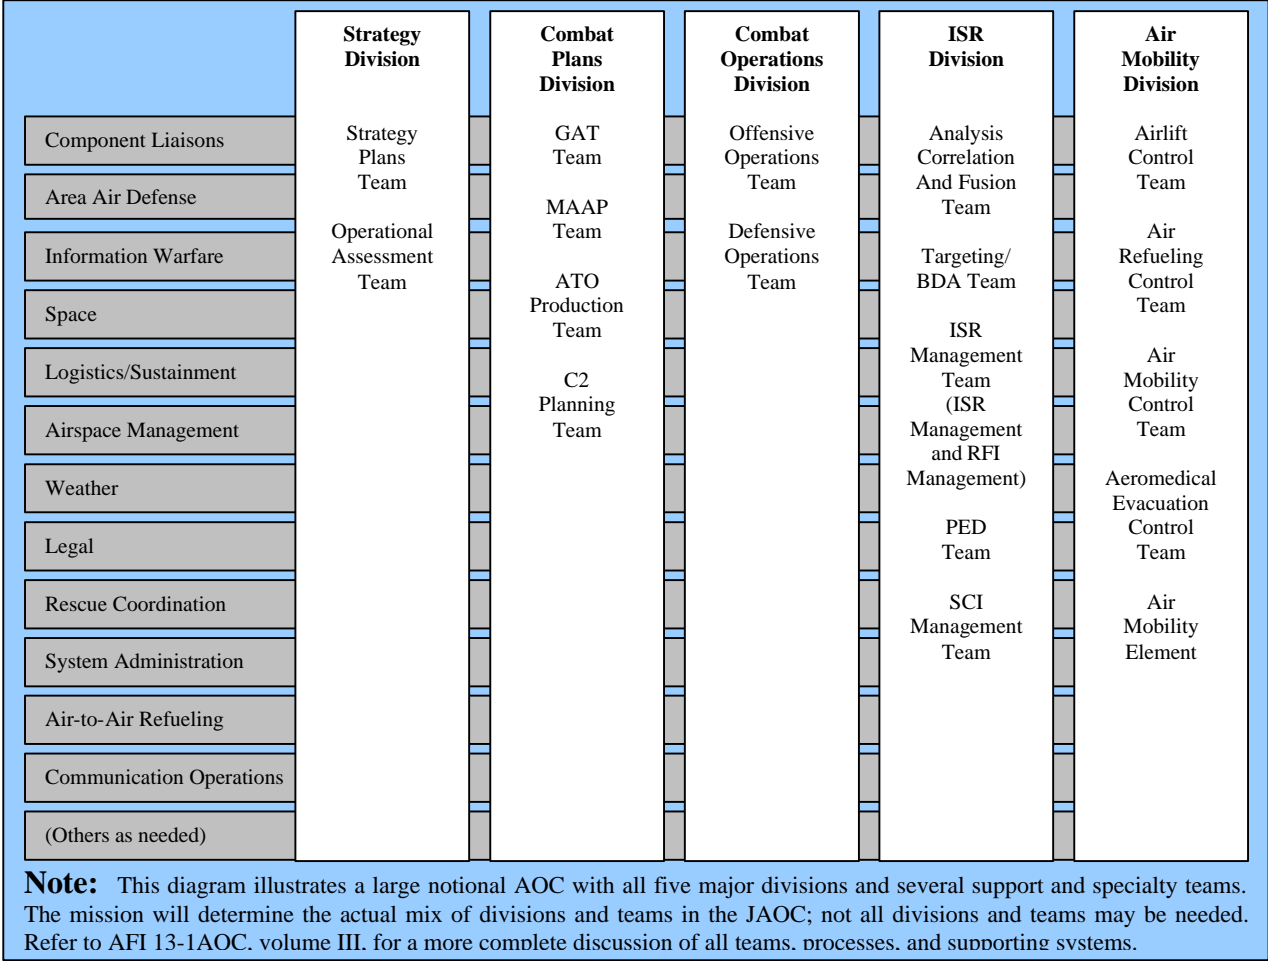 Strategy
Division
Combat
Plans
Division
Combat
Operations
Division
ISR
Division
Air
Mobility
Division
Component Liaisons
Area Air Defense
Information Warfare
Space
Logistics/Sustainment
Airspace Management
Weather
Legal
Rescue Coordination
System Administration
Air-to-Air Refueling
Communication Operations
(Others as needed)
Strategy
Plans
Team
Operational
Assessment
Team
GAT
Team
MAAP
Team
ATO
Production
Team
C2
Planning
Team
Offensive
Operations
Team
Defensive
Operations
Team
Analysis
Correlation
And Fusion
Team
Targeting/
BDA Team
ISR
Management
Team
(ISR
Management
and RFI
Management)
PED
Team
SCI
Management
Team
Airlift
Control
Team
Air
Refueling
Control
Team
Air
Mobility
Control
Team
Aeromedical
Evacuation
Control
Team
Air
Mobility
Element
Note: This diagram illustrates a large notional AOC with all five major divisions and several support and specialty teams.
The mission will determine the actual mix of divisions and teams in the JAOC; not all divisions and teams may be needed.
Refer to AFI 13-1AOC, volume III, for a more complete discussion of all teams, processes, and supporting systems.